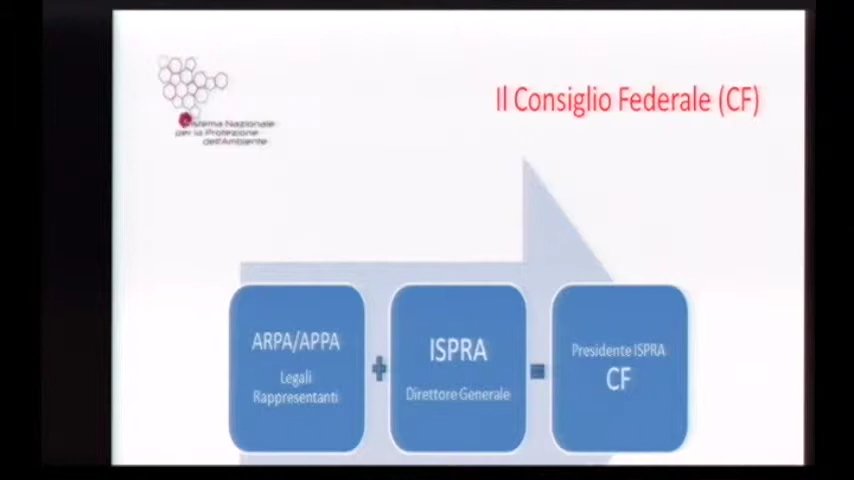 Il Consiglio Federale (CF)
Sistema Nazionale
per la Protezione
dell'Ambiente
ARPA/APPA
Legali
Rappresentanti
+
ISPRA
Direttore Generale
=
Presidente ISPRA
CF